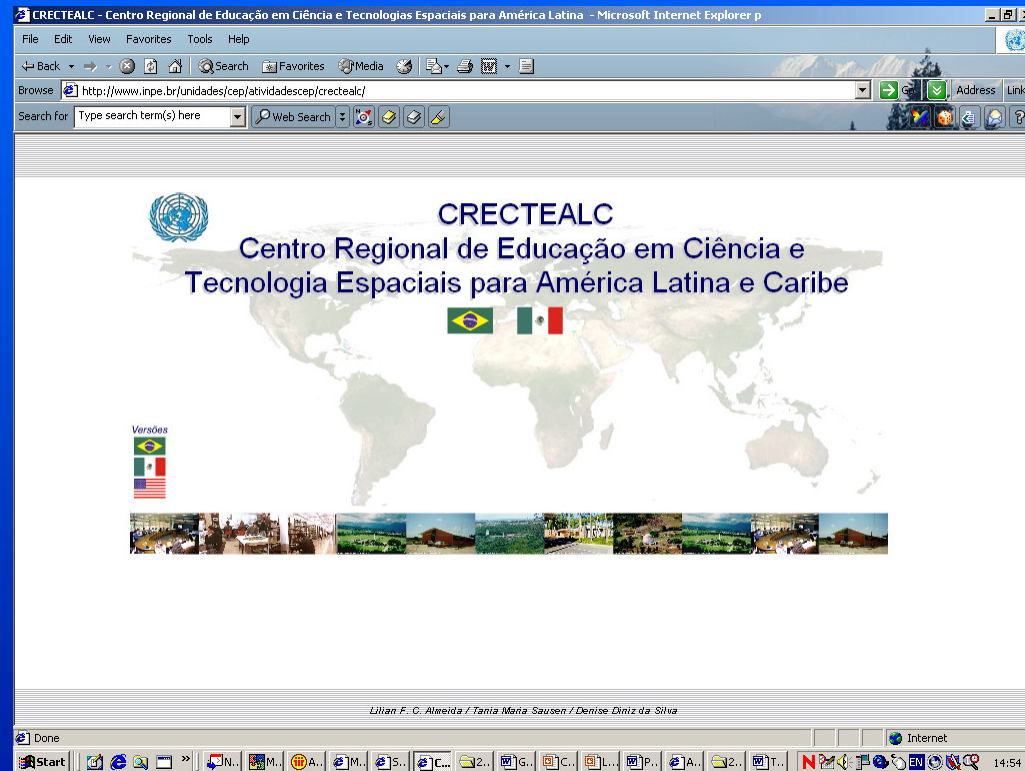 CRECTEALC - Centro Regional de Educação em Ciência e Tecnologias Espaciais para América Latina - Microsoft Internet Explorer p
File Edit View Favorites Tools Help
Back Search Favorites Media
Browse http://www.inpe.br/unidades/cep/atividadescep/crectealc/ Address Link
Search for Type search term(s) here Web Search
CRECTEALC
Centro Regional de Educação em Ciência e
Tecnologia Espaciais para América Latina e Caribe
Versões
Lilian F. C. Almeida / Tania Maria Sausen / Denise Diniz da Silva
Done Internet
Start N.. M.. A.. M.. S.. C... 2.. G.. C.. L... P.. A.. 2.. T.. EN 14:54